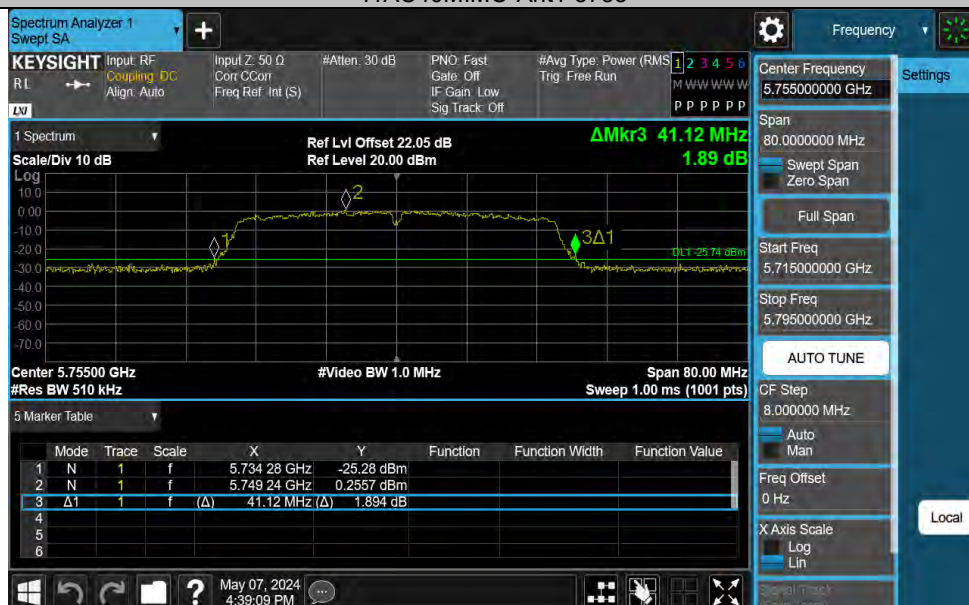 Spectrum Analyzer 1
Swept SA
Frequency
KEYSIGHT
RL
LXI
Input: RF
Coupling: DC
Align: Auto
Input Z: 50 Ω
Corr CCorr
Freq Ref: Int (S)
#Atten: 30 dB
PNO: Fast
Gate: Off
IF Gain: Low
Sig Track: Off
#Avg Type: Power (RMS
Trig: Free Run
1 2 3 4 5 6
M W W W W W
P P P P P P
1 Spectrum
Scale/Div 10 dB
Ref Lvl Offset 22.05 dB
Ref Level 20.00 dBm
ΔMkr3 41.12 MHz
1.89 dB
Log
10.0
0.00
-10.0
-20.0
-30.0
-40.0
-50.0
-60.0
-70.0
1
2
3Δ1
DL1 -25.74 dBm
Center 5.75500 GHz
#Video BW 1.0 MHz
Span 80.00 MHz
#Res BW 510 kHz
Sweep 1.00 ms (1001 pts)
5 Marker Table
Mode Trace Scale X Y Function Function Width Function Value
1 N 1 f 5.734 28 GHz -25.28 dBm
2 N 1 f 5.749 24 GHz 0.2557 dBm
3 Δ1 1 f (Δ) 41.12 MHz (Δ) 1.894 dB
4
5
6
?
May 07, 2024
4:39:09 PM
Center Frequency
5.755000000 GHz
Span
80.0000000 MHz
Swept Span
Zero Span
Full Span
Start Freq
5.715000000 GHz
Stop Freq
5.795000000 GHz
AUTO TUNE
CF Step
8.000000 MHz
Auto
Man
Freq Offset
0 Hz
X Axis Scale
Log
Lin
Signal Track
Settings
Local